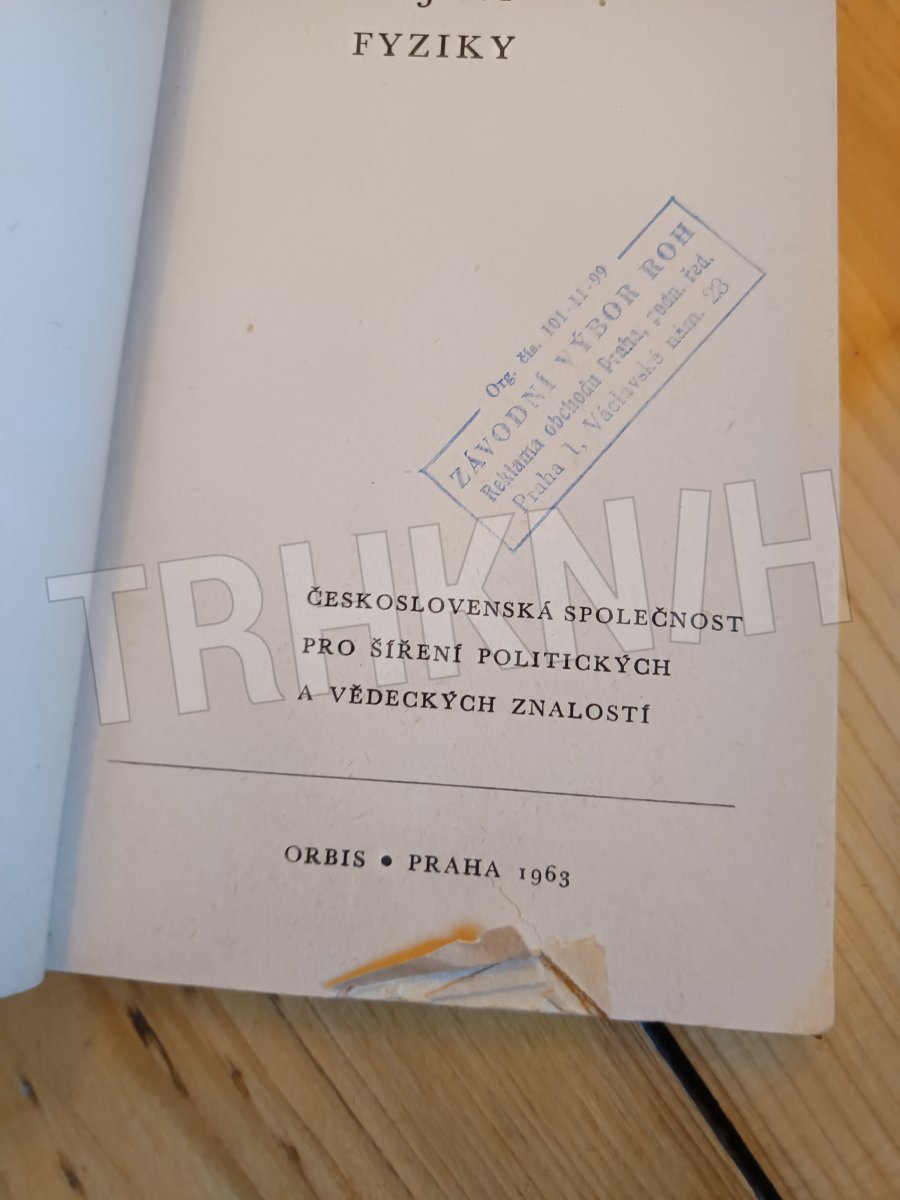 FYZIKY
Org. čís. 101-11-99
ZÁVODNÍ VÝBOR ROH
Reklama obchodu Praha, podn. řed.
Praha 1, Václavské nám. 23
TRHKNIH
ČESKOSLOVENSKÁ SPOLEČNOST
PRO ŠÍŘENÍ POLITICKÝCH
A VĚDECKÝCH ZNALOSTÍ
ORBIS • PRAHA 1963